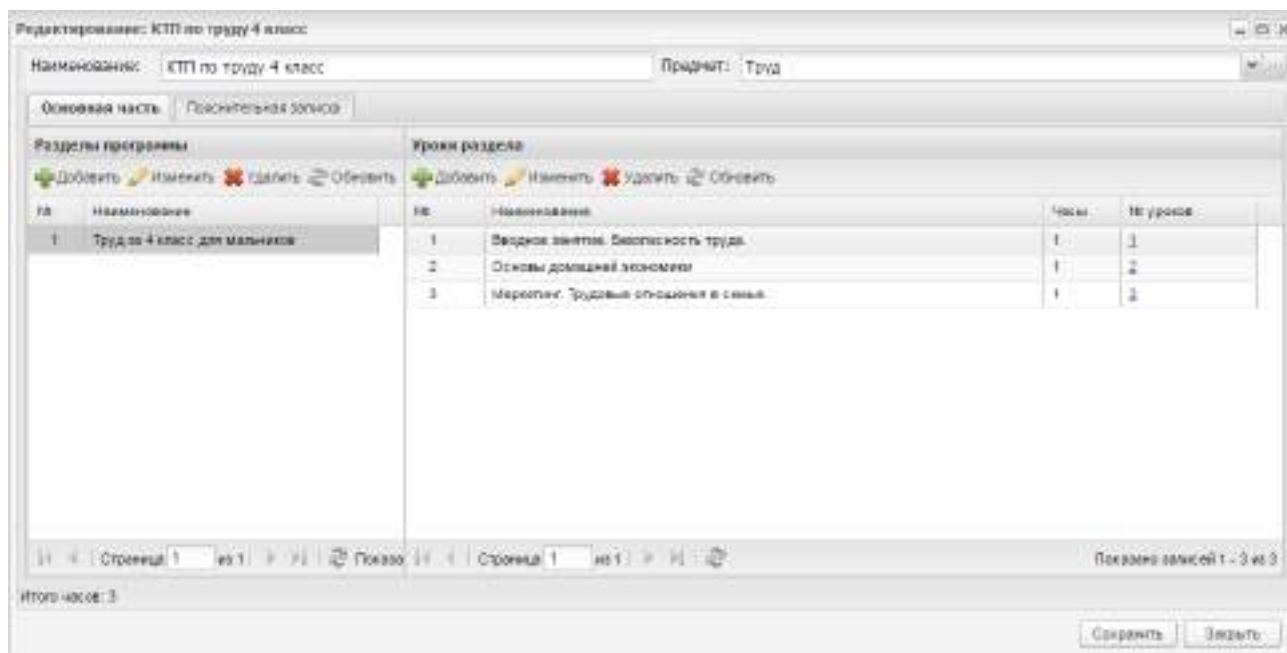 Редактирование: КТП по труду 4 класс
Наименование: КТП по труду 4 класс Предмет: Труд
Основная часть Пояснительная записка
Разделы программы Уроки раздела
Добавить Изменить Удалить Обновить Добавить Изменить Удалить Обновить
№ Наименование № Наименование Часы № уроков
1 Труд за 4 класс для мальчиков 1 Вводное занятие. Безопасность труда. 1 1
2 Основы домашней экономики 1 2
3 Маркетинг. Трудовые отношения в семье. 1 3
Страница 1 из 1 Показа Страница 1 из 1 Показано записей 1 - 3 из 3
Итого часов: 3
Сохранить Закрыть